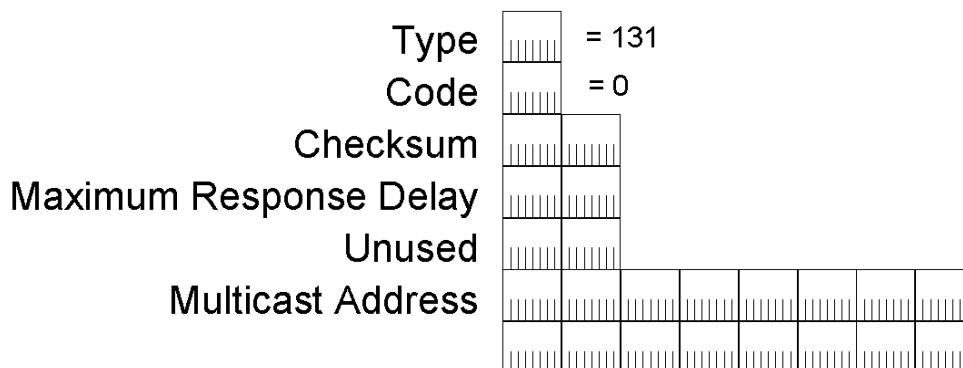 Type = 131
Code = 0
Checksum
Maximum Response Delay
Unused
Multicast Address